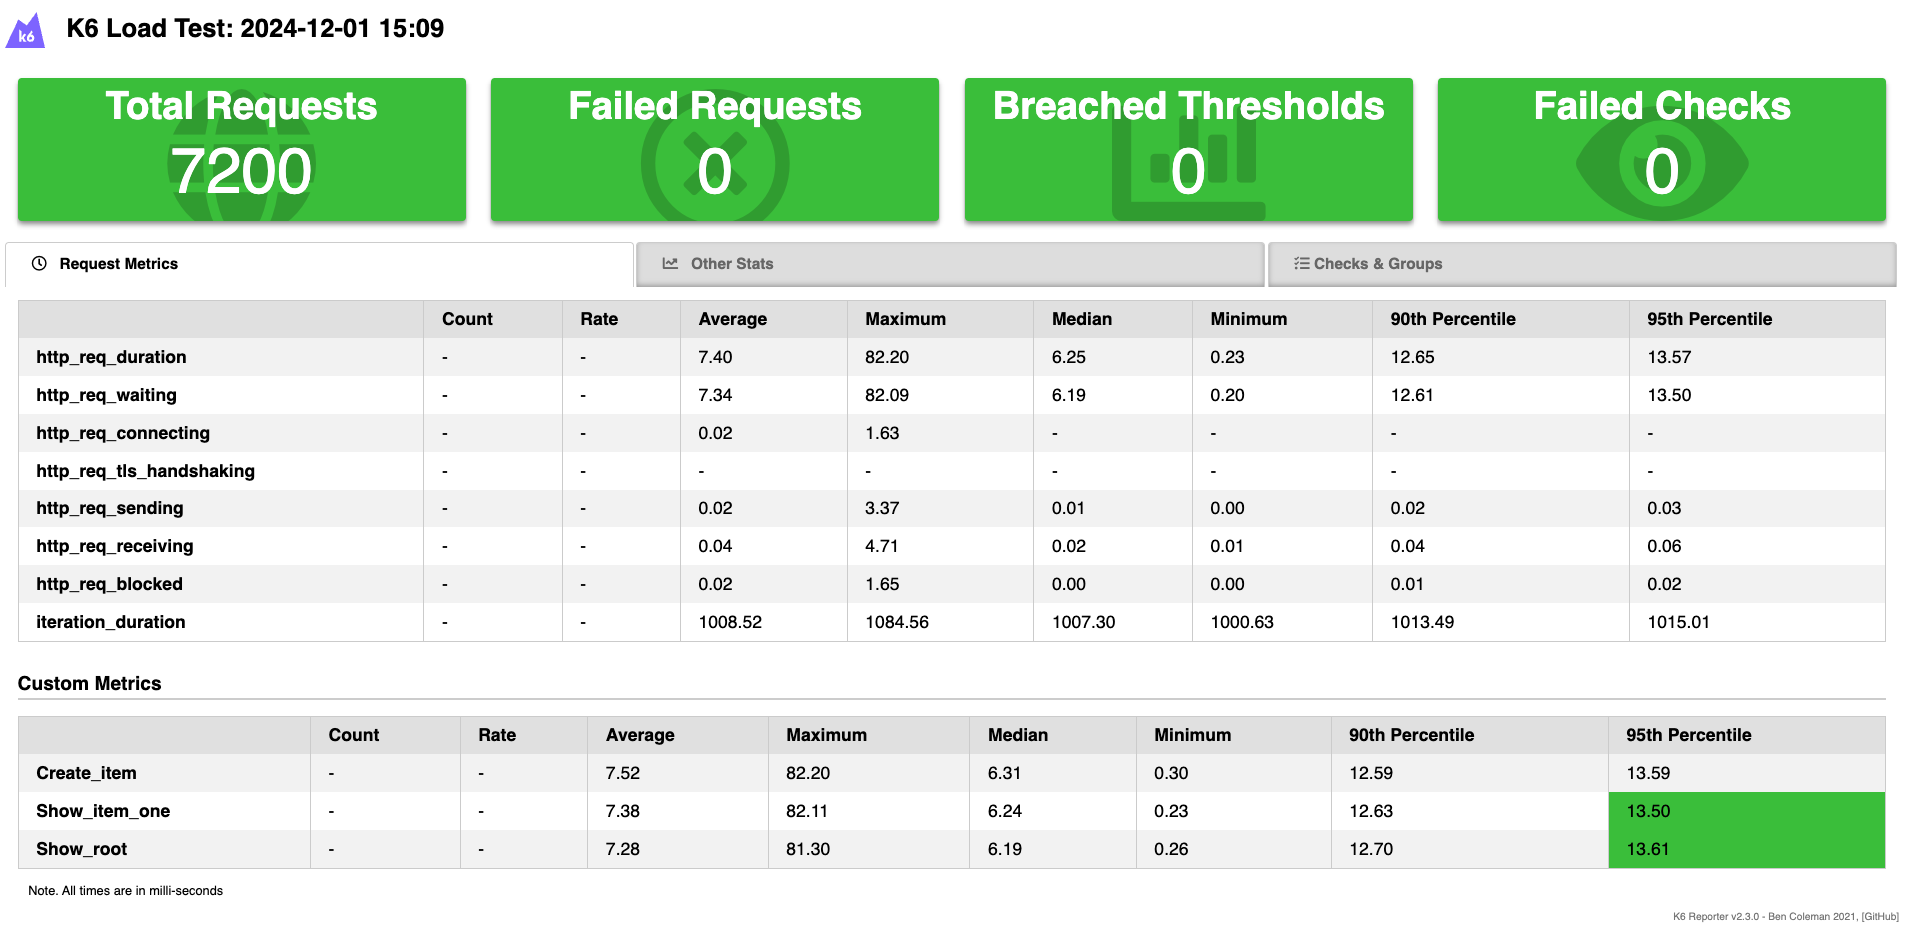 k6
K6 Load Test: 2024-12-01 15:09
Total Requests
7200
Failed Requests
0
Breached Thresholds
0
Failed Checks
0
Request Metrics
Other Stats
Checks & Groups
Count Rate Average Maximum Median Minimum 90th Percentile 95th Percentile
http_req_duration - - 7.40 82.20 6.25 0.23 12.65 13.57
http_req_waiting - - 7.34 82.09 6.19 0.20 12.61 13.50
http_req_connecting - - 0.02 1.63 - - - -
http_req_tls_handshaking - - - - - - - -
http_req_sending - - 0.02 3.37 0.01 0.00 0.02 0.03
http_req_receiving - - 0.04 4.71 0.02 0.01 0.04 0.06
http_req_blocked - - 0.02 1.65 0.00 0.00 0.01 0.02
iteration_duration - - 1008.52 1084.56 1007.30 1000.63 1013.49 1015.01
Custom Metrics
Count Rate Average Maximum Median Minimum 90th Percentile 95th Percentile
Create_item - - 7.52 82.20 6.31 0.30 12.59 13.59
Show_item_one - - 7.38 82.11 6.24 0.23 12.63 13.50
Show_root - - 7.28 81.30 6.19 0.26 12.70 13.61
Note. All times are in milli-seconds
K6 Reporter v2.3.0 - Ben Coleman 2021, [GitHub]